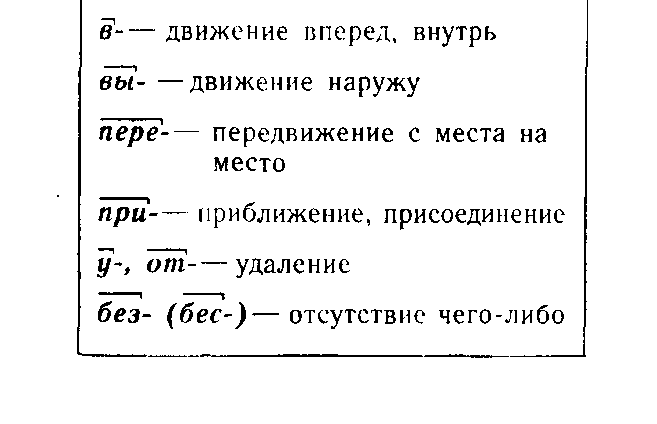 в-— движение вперед, внутрь
вы- — движение наружу
пере-— передвижение с места на
место
при-— приближение, присоединение
у-, от-— удаление
без- (бес-)— отсутствие чего-либо